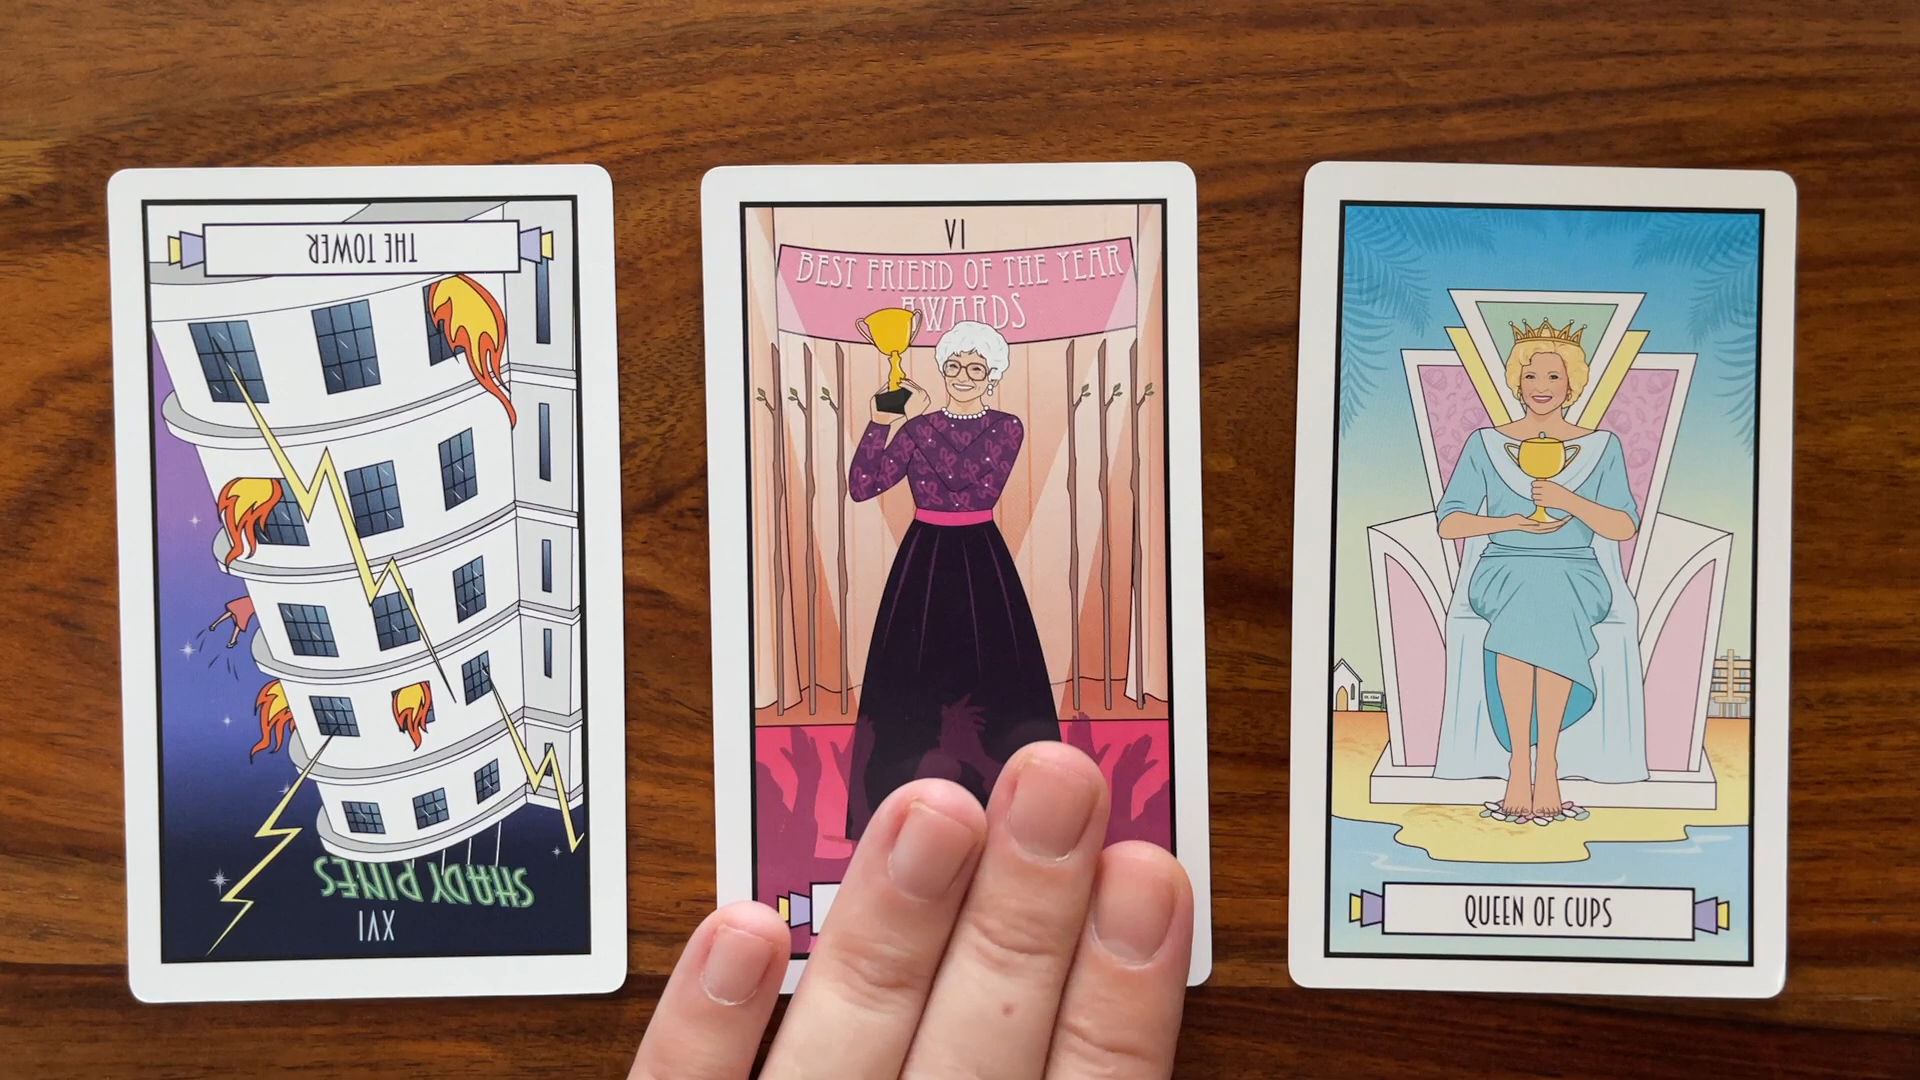 THE TOWER
SHADY PINES
XVI
VI
BEST FRIEND OF THE YEAR
AWARDS
QUEEN OF CUPS